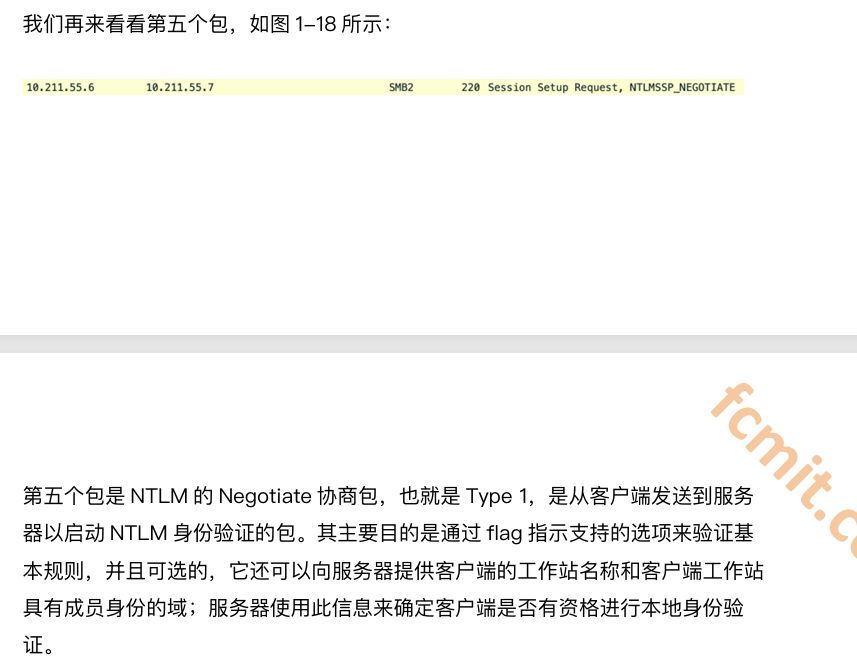 我们再来看看第五个包，如图 1–18 所示：
10.211.55.6 10.211.55.7 SMB2 220 Session Setup Request, NTLMSSP_NEGOTIATE
fcmit.co
第五个包是 NTLM 的 Negotiate 协商包，也就是 Type 1，是从客户端发送到服务
器以启动 NTLM 身份验证的包。其主要目的是通过 flag 指示支持的选项来验证基
本规则，并且可选的，它还可以向服务器提供客户端的工作站名称和客户端工作站
具有成员身份的域；服务器使用此信息来确定客户端是否有资格进行本地身份验
证。